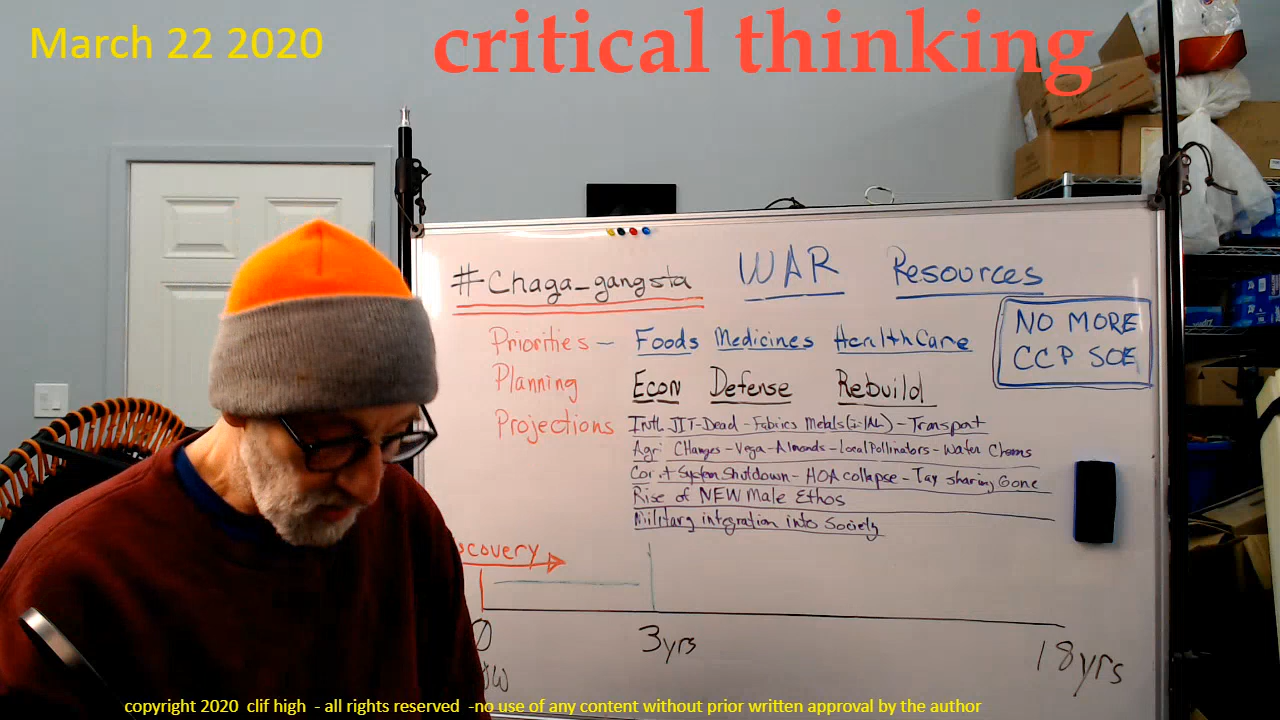 March 22 2020
critical thinking
#Chaga_gangsta WAR Resources
NO MORE
CCP SOE
Priorities – Foods Medicines HealthCare
Planning Econ Defense Rebuild
Projections Intl JIT-Dead - Fabrics Metals - Transport
Agri Changes - Vega - Almonds - Local Pollinators - Water Chems
System Shutdown - HOA collapse - Tax sharing Gone
Rise of NEW Male Ethos
Military integration into Society
covery
0 3yrs 18yrs
copyright 2020 clif high - all rights reserved -no use of any content without prior written approval by the author